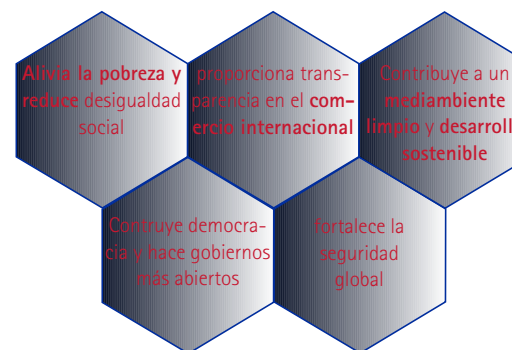 Alivia la pobreza y
reduce desigualdad
social
proporciona trans-
parencia en el com-
ercio internacional
Contribuye a un
mediambiente
limpio y desarroll
sostenible
Contruye democra-
cia y hace gobiernos
más abiertos
fortalece la
seguridad
global